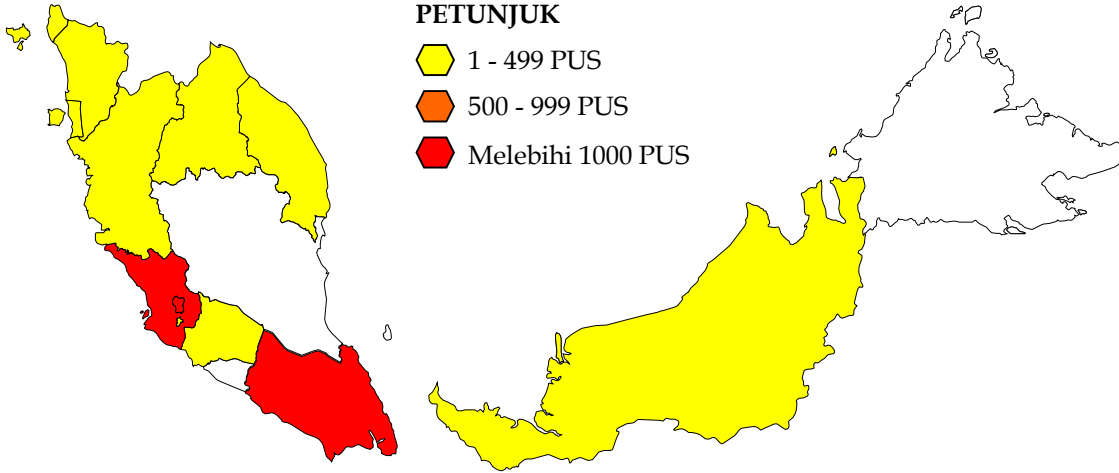 PETUNJUK
1 - 499 PUS
500 - 999 PUS
Melebihi 1000 PUS